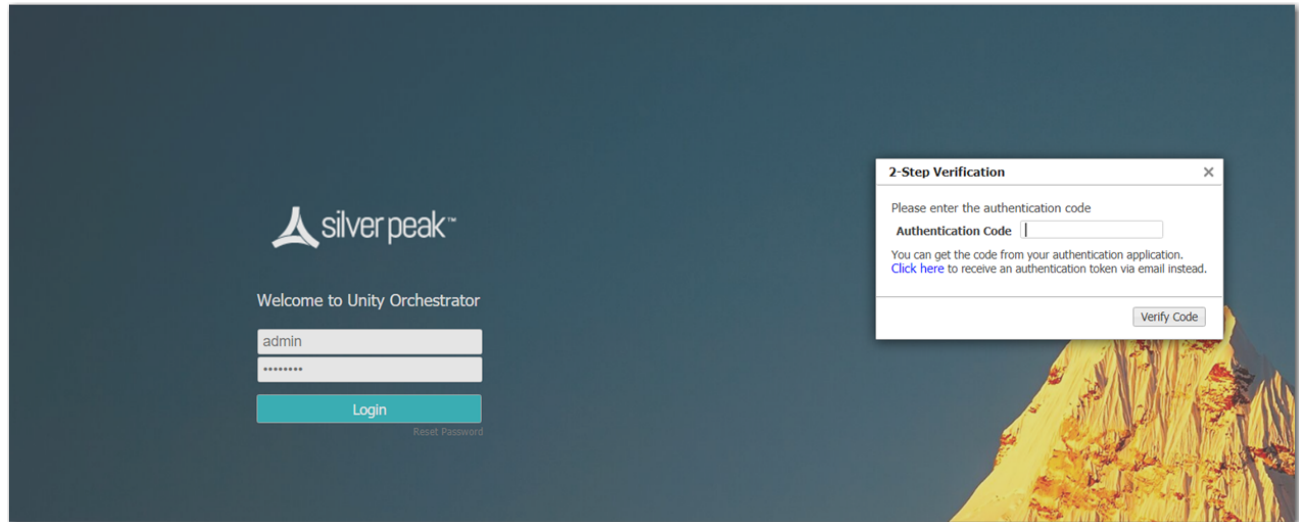 silver peak™
Welcome to Unity Orchestrator
admin
••••••••
Login
Reset Password
2-Step Verification
Please enter the authentication code
Authentication Code
You can get the code from your authentication application.
Click here to receive an authentication token via email instead.
Verify Code